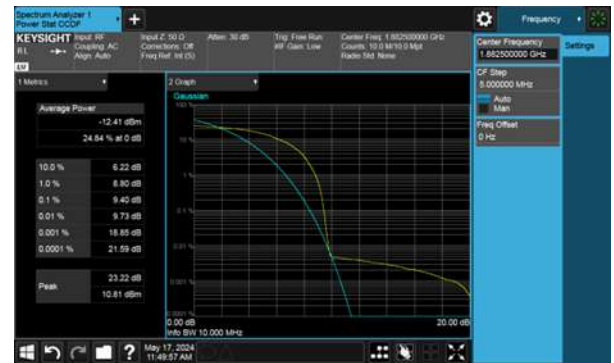 Spectrum Analyzer 1
Power Stat CCDF
+
Frequency
KEYSIGHT
Input: RF
Coupling: AC
Align: Auto
Input Z: 50 Ω
Corrections: Off
Freq Ref: Int (S)
Atten: 30 dB
Trig: Free Run
#IF Gain: Low
Center Freq: 1.882500000 GHz
Counts: 10.0 M/10.0 Mpt
Radio Std: None
RL
Center Frequency
1.882500000 GHz
Settings
CF Step
5.000000 MHz
Auto
Man
Freq Offset
0 Hz
1 Metrics
2 Graph
Gaussian
Average Power
-12.41 dBm
24.84 % at 0 dB
10.0 % 6.22 dB
1.0 % 8.80 dB
0.1 % 9.40 dB
0.01 % 9.73 dB
0.001 % 18.85 dB
0.0001 % 21.59 dB
Peak
23.22 dB
10.81 dBm
100 %
10 %
1 %
0.1 %
0.01 %
0.001 %
0.0001 %
0.00 dB
20.00 dB
Info BW 10.000 MHz
?
May 17, 2024
11:49:57 AM